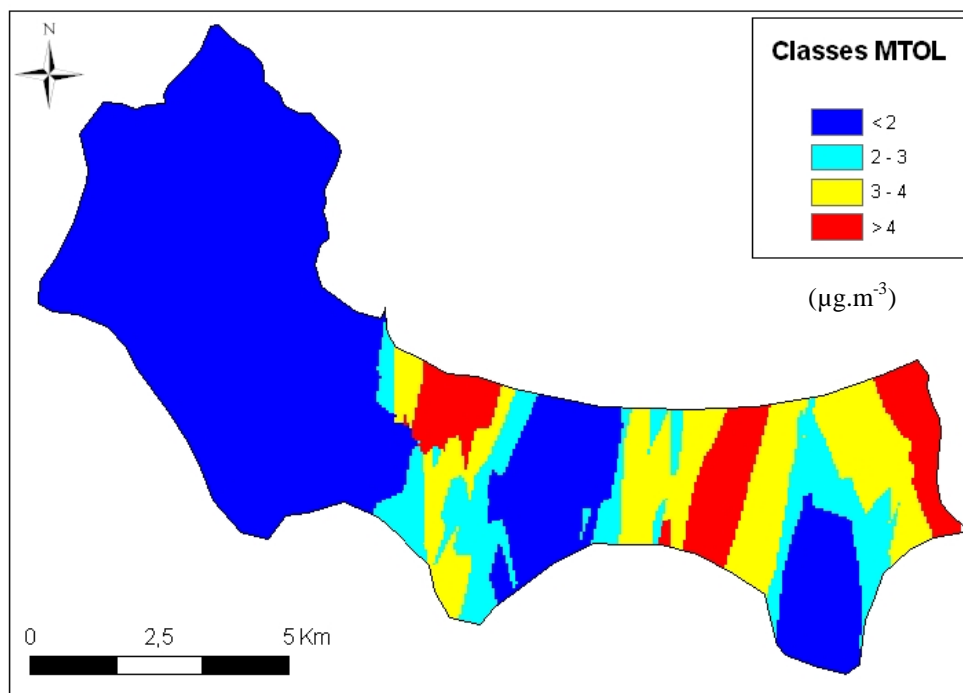 N
Classes MTOL
< 2
2 - 3
3 - 4
> 4
(µg.m-3)
0 2,5 5 Km